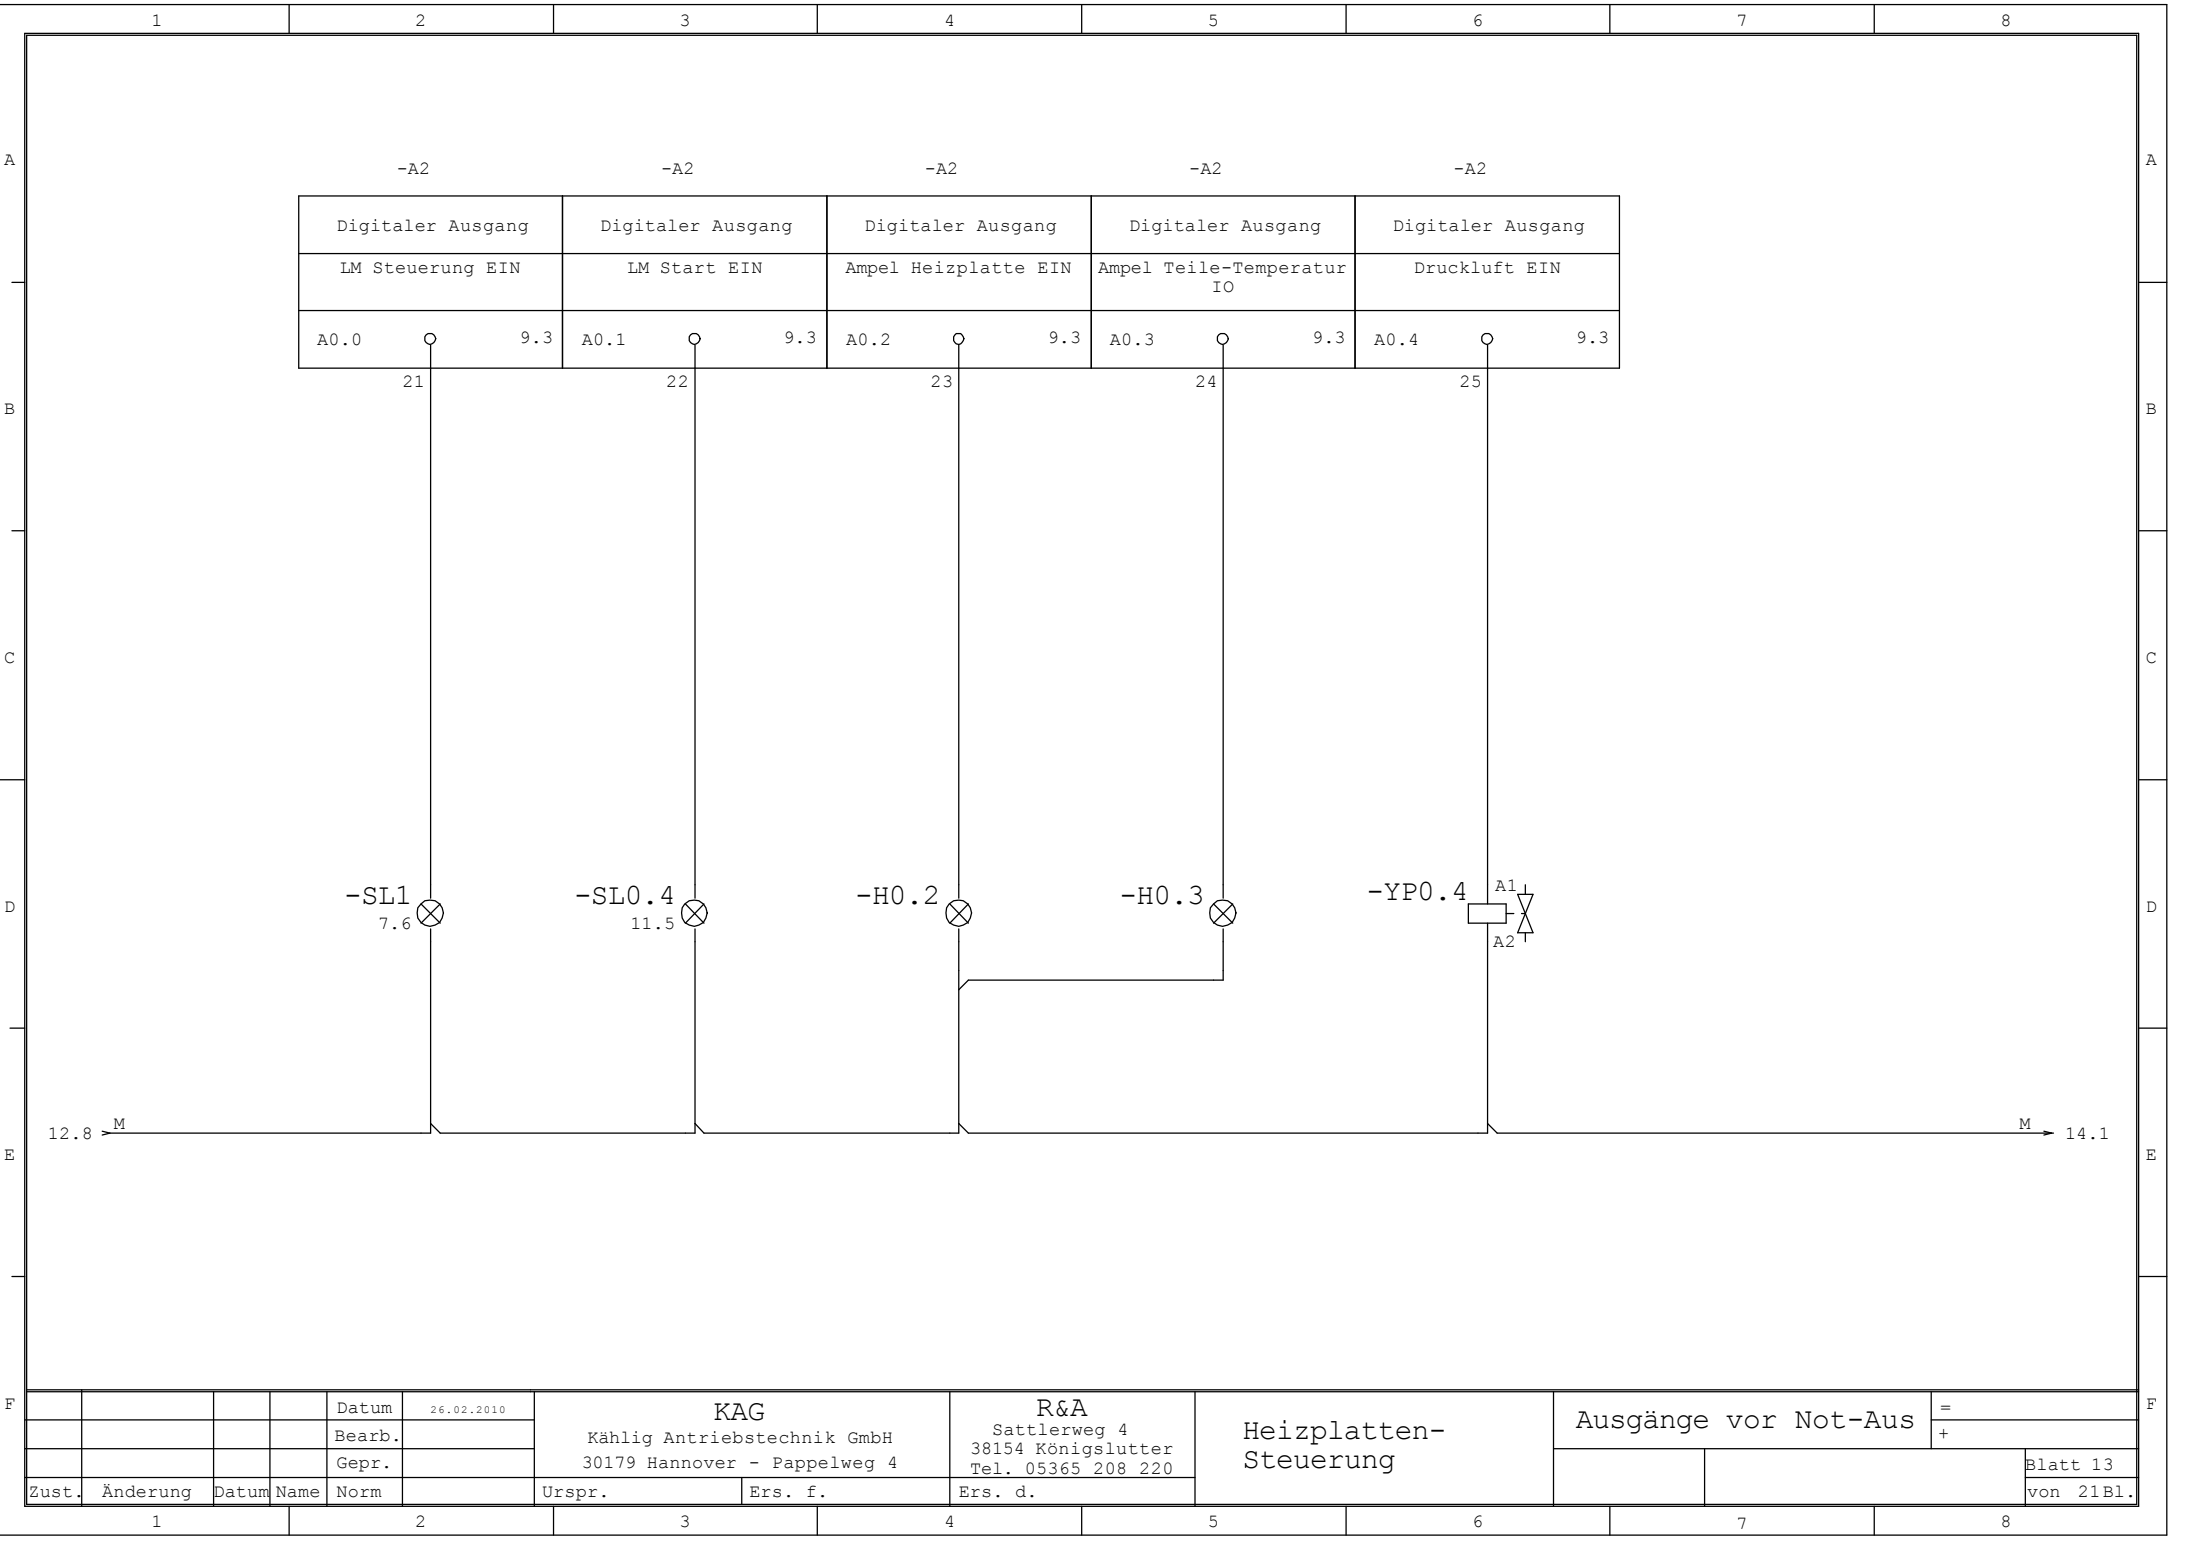 1 2 3 4 5 6 7 8
A A
-A2 -A2 -A2 -A2 -A2
Digitaler Ausgang Digitaler Ausgang Digitaler Ausgang Digitaler Ausgang Digitaler Ausgang
LM Steuerung EIN LM Start EIN Ampel Heizplatte EIN Ampel Teile-Temperatur Druckluft EIN
IO
A0.0 9.3 A0.1 9.3 A0.2 9.3 A0.3 9.3 A0.4 9.3
21 22 23 24 25
B B
C C
-SL1 -SL0.4 -H0.2 -H0.3 -YP0.4 A1
D D
7.6 11.5
A2
12.8 M M 14.1
E E
F F
Datum 26.02.2010
Bearb.
Gepr.
Zust. Änderung Datum Name Norm
KAG
Kählig Antriebstechnik GmbH
30179 Hannover - Pappelweg 4
Urspr. Ers. f. Ers. d.
R&A
Sattlerweg 4
38154 Königslutter
Tel. 05365 208 220
Heizplatten-
Steuerung
Ausgänge vor Not-Aus
=
+
Blatt 13
von 21Bl.
1 2 3 4 5 6 7 8